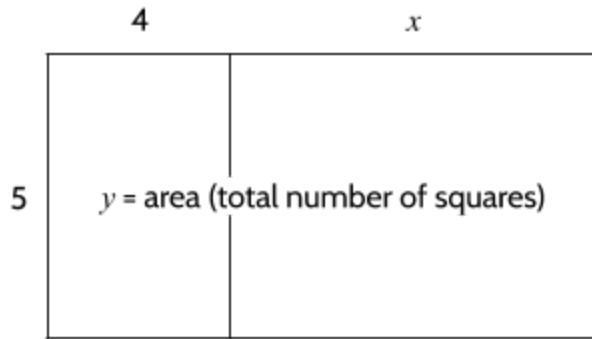 4 x
5 y = area (total number of squares)